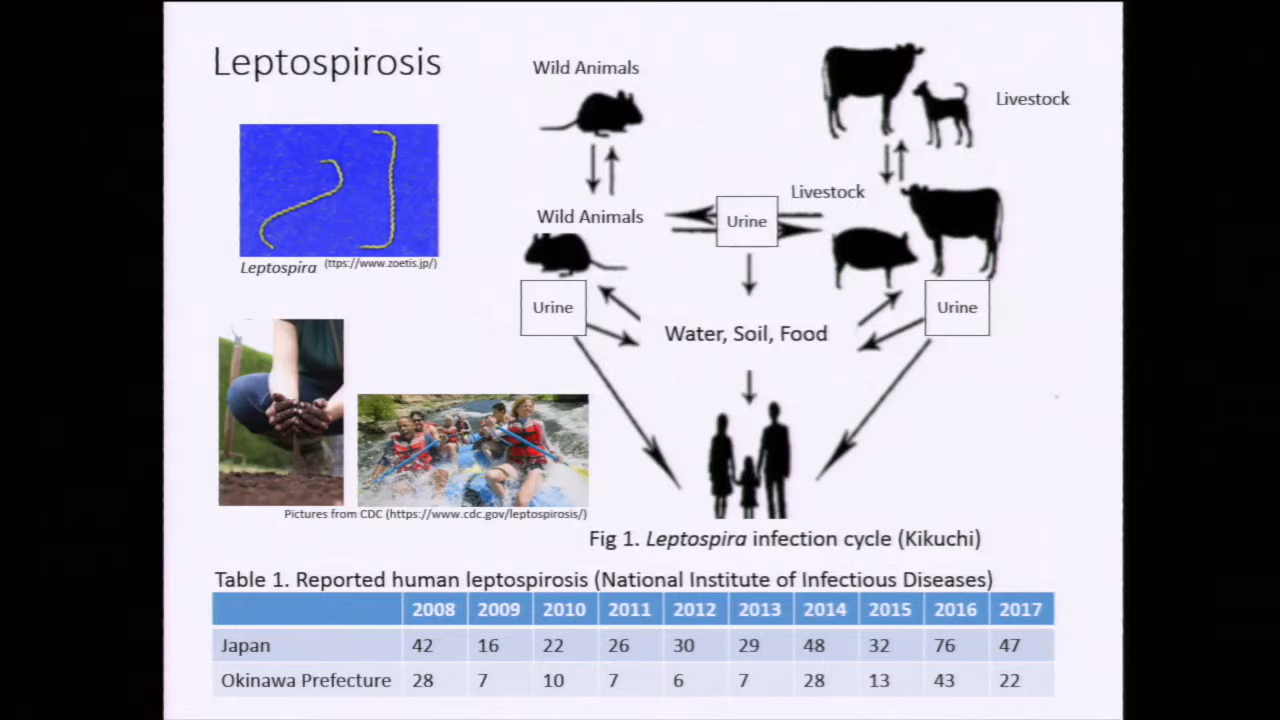 Leptospirosis
Wild Animals
Livestock
Livestock
Wild Animals
Urine
Leptospira (ttps://www.zoetis.jp/)
Urine
Urine
Water, Soil, Food
Pictures from CDC (https://www.cdc.gov/leptospirosis/)
Fig 1. Leptospira infection cycle (Kikuchi)
Table 1. Reported human leptospirosis (National Institute of Infectious Diseases)
2008 2009 2010 2011 2012 2013 2014 2015 2016 2017
Japan 42 16 22 26 30 29 48 32 76 47
Okinawa Prefecture 28 7 10 7 6 7 28 13 43 22